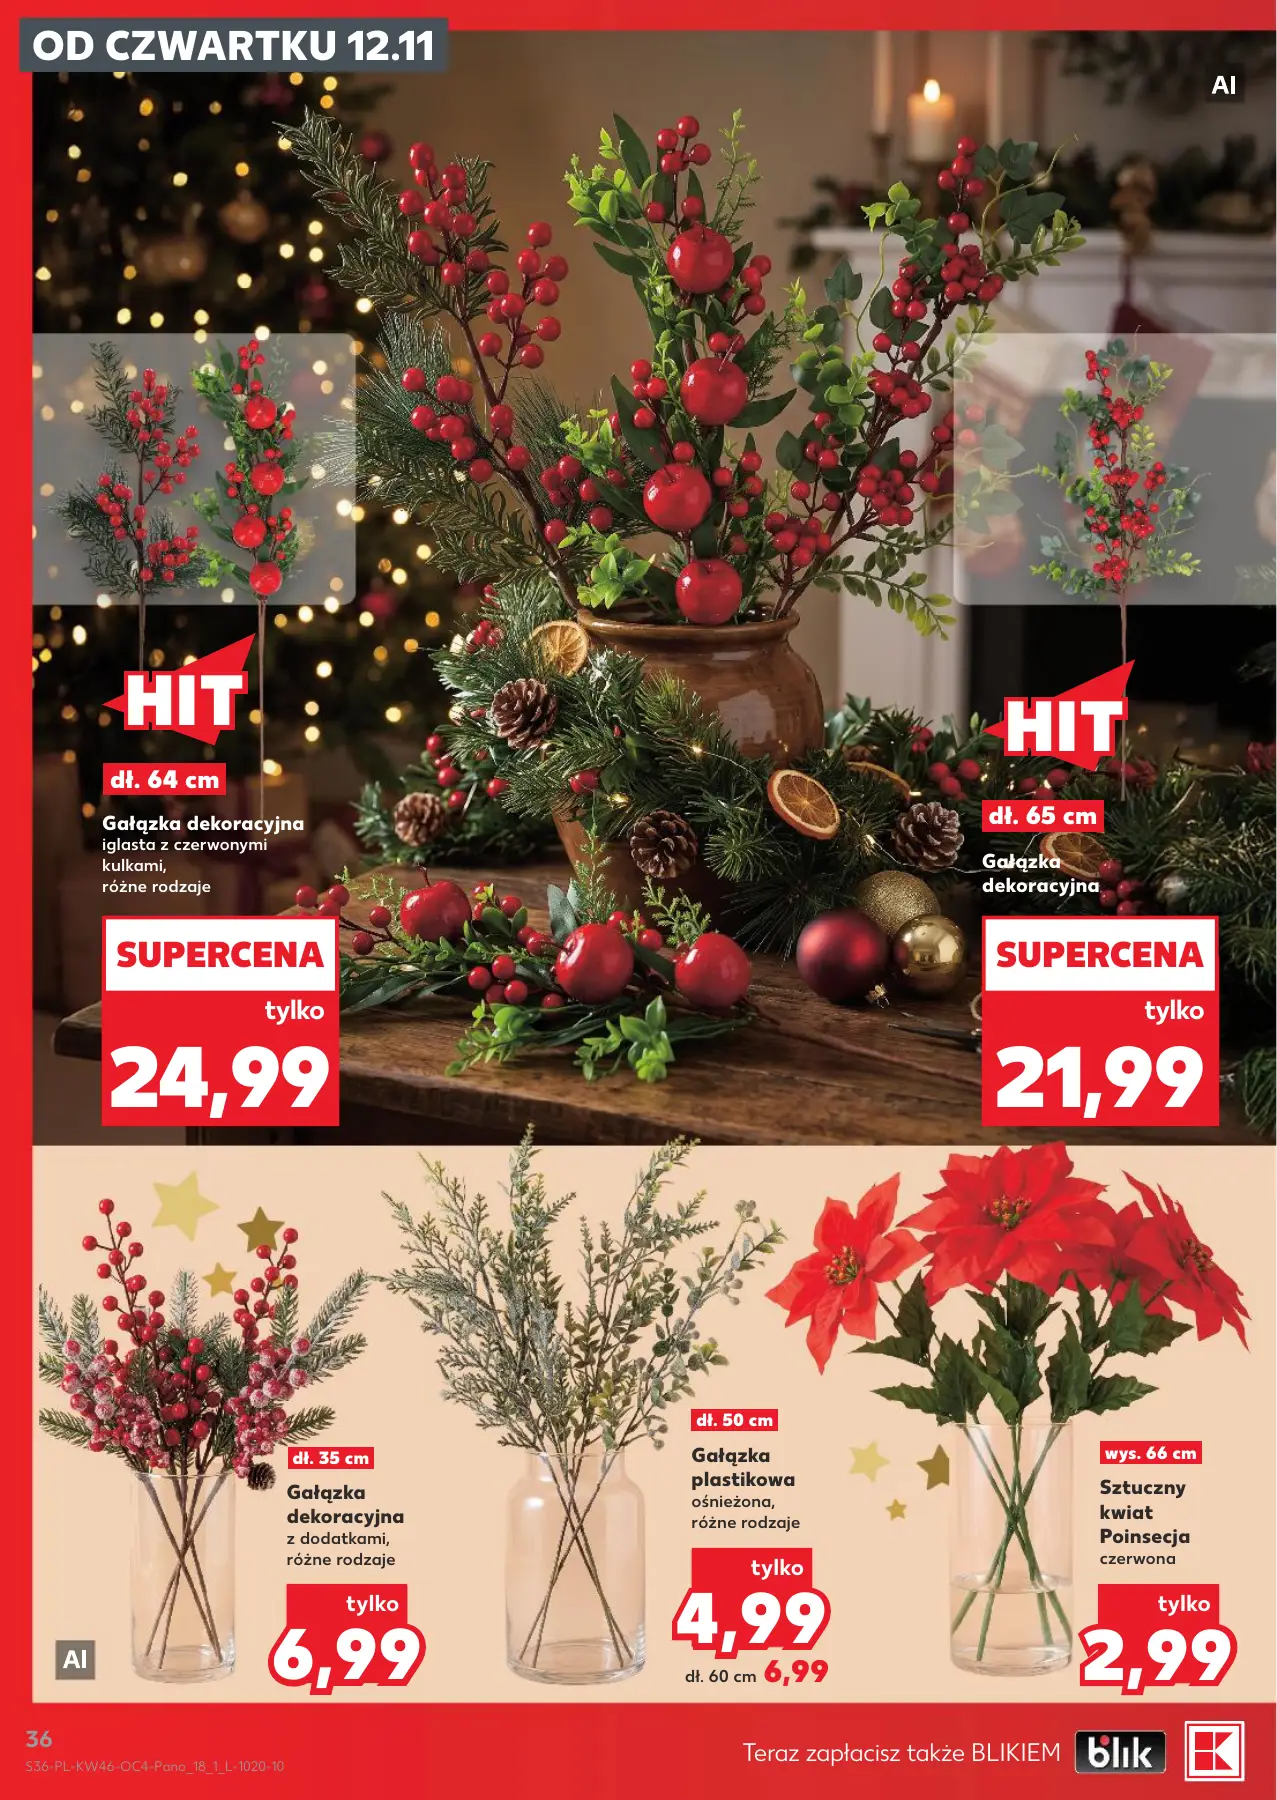 OD CZWARTKU 12.11
AI
HIT
dł. 64 cm
Gałązka dekoracyjna
iglasta z czerwonymi
kulkami,
różne rodzaje
SUPERCENA
tylko
24,99
HIT
dł. 65 cm
Gałązka
dekoracyjna
SUPERCENA
tylko
21,99
dł. 35 cm
Gałązka
dekoracyjna
z dodatkami,
różne rodzaje
tylko
6,99
AI
dł. 50 cm
Gałązka
plastikowa
ośnieżona,
różne rodzaje
tylko
4,99
dł. 60 cm 6,99
wys. 66 cm
Sztuczny
kwiat
Poinsecja
czerwona
tylko
2,99
36
S36-PL-KW46-OC4-Pano_18_1_L-1020-10
Teraz zapłacisz także BLIKIEM
blik
K